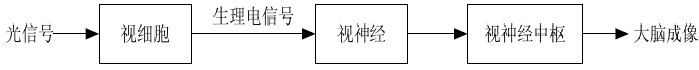 光信号
视细胞
生理电信号
视神经
视神经中枢
大脑成像